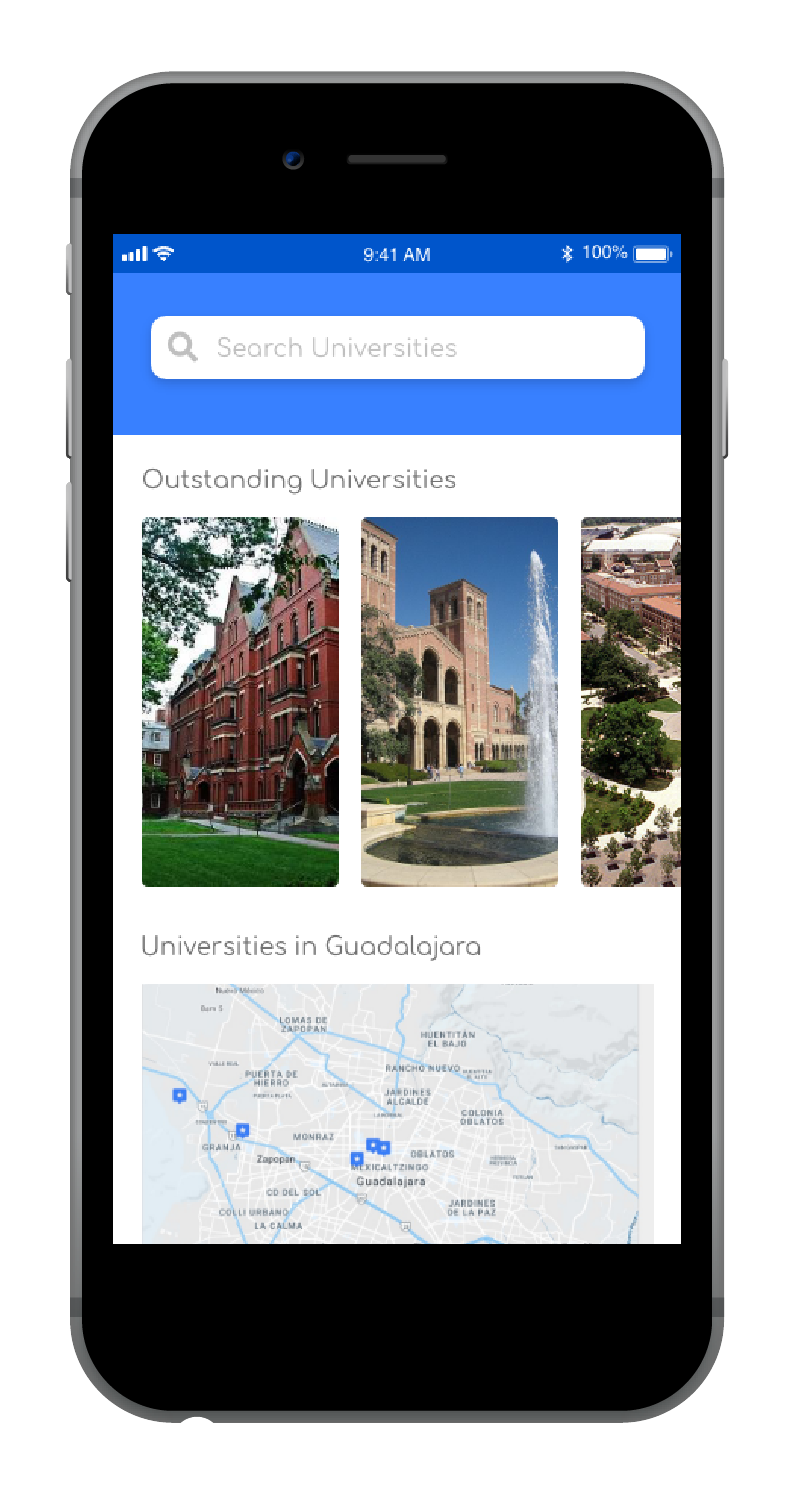 9:41 AM
100%
Search Universities
Outstanding Universities
Universities in Guadalajara
Nuevo México
LOMAS DE
ZAPOPAN
HUENTITÁN
EL BAJO
RANCHO NUEVO
PUERTA DE
HIERRO
JARDINES
ALCALDE
COLONIA
OBLATOS
MONRAZ
GRANJA
OBLATOS
Zapopan
MEXICALTZINGO
Guadalajara
CD DEL SOL
JARDINES
DE LA PAZ
COLLI URBANO
LA CALMA